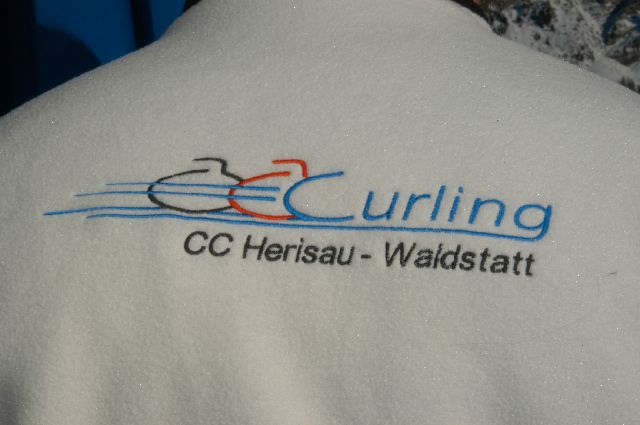 Curling
CC Herisau - Waldstatt